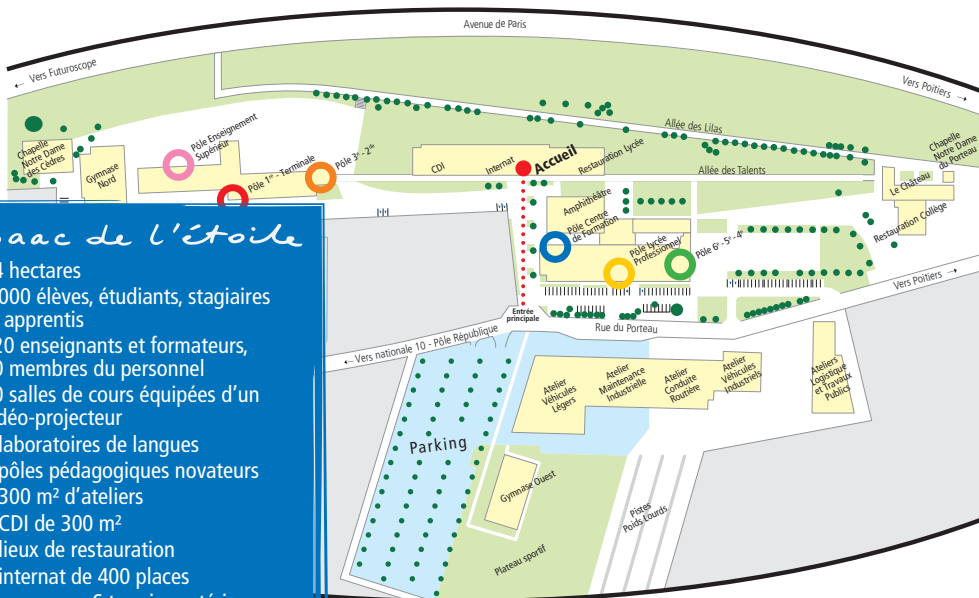 Avenue de Paris
← Vers Futuroscope
Vers Poitiers →
Allée des Lilas
Allée des Talents
Chapelle
Notre Dame
des Cèdres
Gymnase
Nord
Pôle Enseignement
Supérieur
Pôle 1re - Terminale
Pôle 3e - 2de
CDI
Internat
Accueil
Restauration Lycée
Chapelle
Notre Dame
du Porteau
Le Château
Restauration Collège
Amphithéâtre
Pôle Centre
de Formation
Pôle Lycée
Professionnel
Pôle 6e - 5e - 4e
Vers Poitiers →
Entrée
principale
Rue du Porteau
← Vers nationale 10 - Pôle République
Atelier
Véhicules
Légers
Atelier
Maintenance
Industrielle
Atelier
Conduite
Routière
Atelier
Véhicules
Industriels
Ateliers
Logistique
et Travaux
Publics
Parking
Gymnase Ouest
Plateau sportif
Pistes
Poids Lourds
saac de l'étoile
hectares
000 élèves, étudiants, stagiaires
apprentis
20 enseignants et formateurs,
0 membres du personnel
0 salles de cours équipées d'un
déo-projecteur
laboratoires de langues
pôles pédagogiques novateurs
300 m² d'ateliers
CDI de 300 m²
lieux de restauration
internat de 400 places